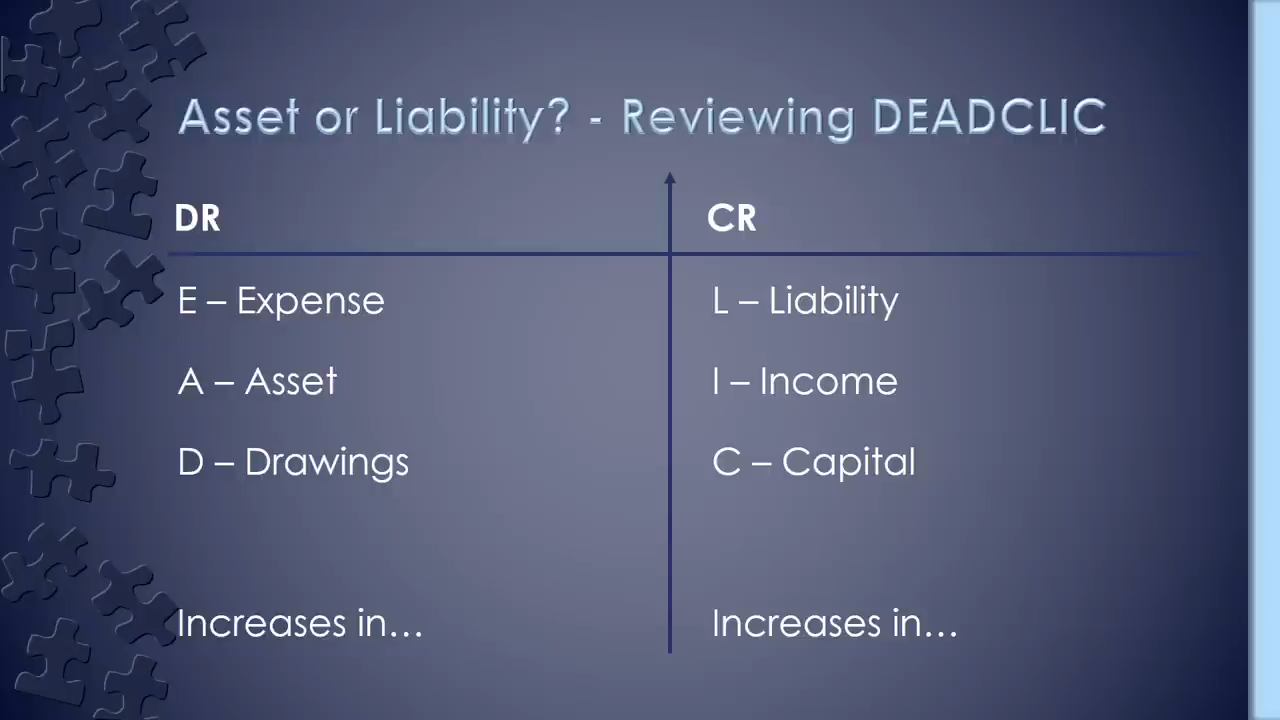 Asset or Liability? - Reviewing DEADCLIC
DR
CR
E – Expense
L – Liability
A – Asset
I – Income
D – Drawings
C – Capital
Increases in…
Increases in…